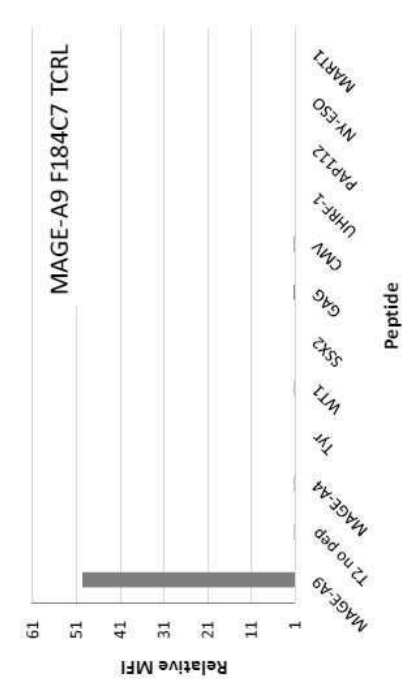 MAGE-A9 F184C7 TCRL
61
51
41
31
21
11
1
Relative MFI
MAGE-A9
T2 no pep
MAGE-A4
Tyr
WT1
SSX2
GAG
CMV
UHRF-1
PAP112
NY-ESO
MART1
Peptide